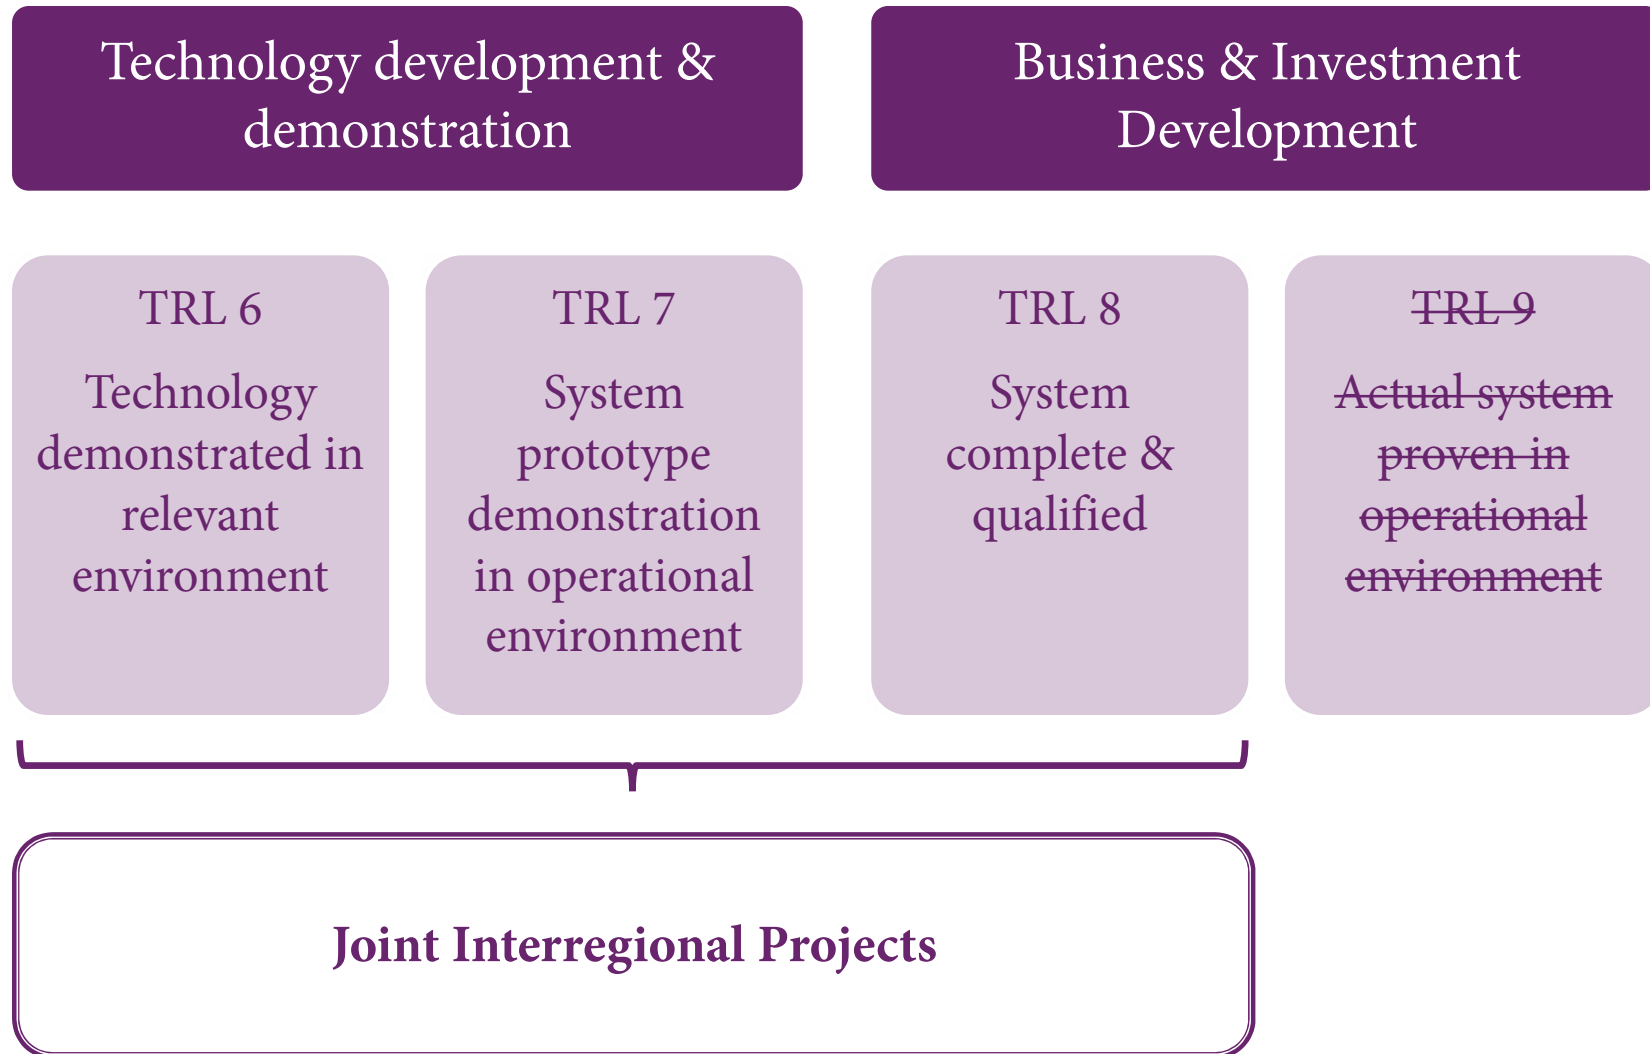 Technology development &
demonstration
Business & Investment
Development
TRL 6
Technology
demonstrated in
relevant
environment
TRL 7
System
prototype
demonstration
in operational
environment
TRL 8
System
complete &
qualified
TRL 9
Actual system
proven in
operational
environment
Joint Interregional Projects